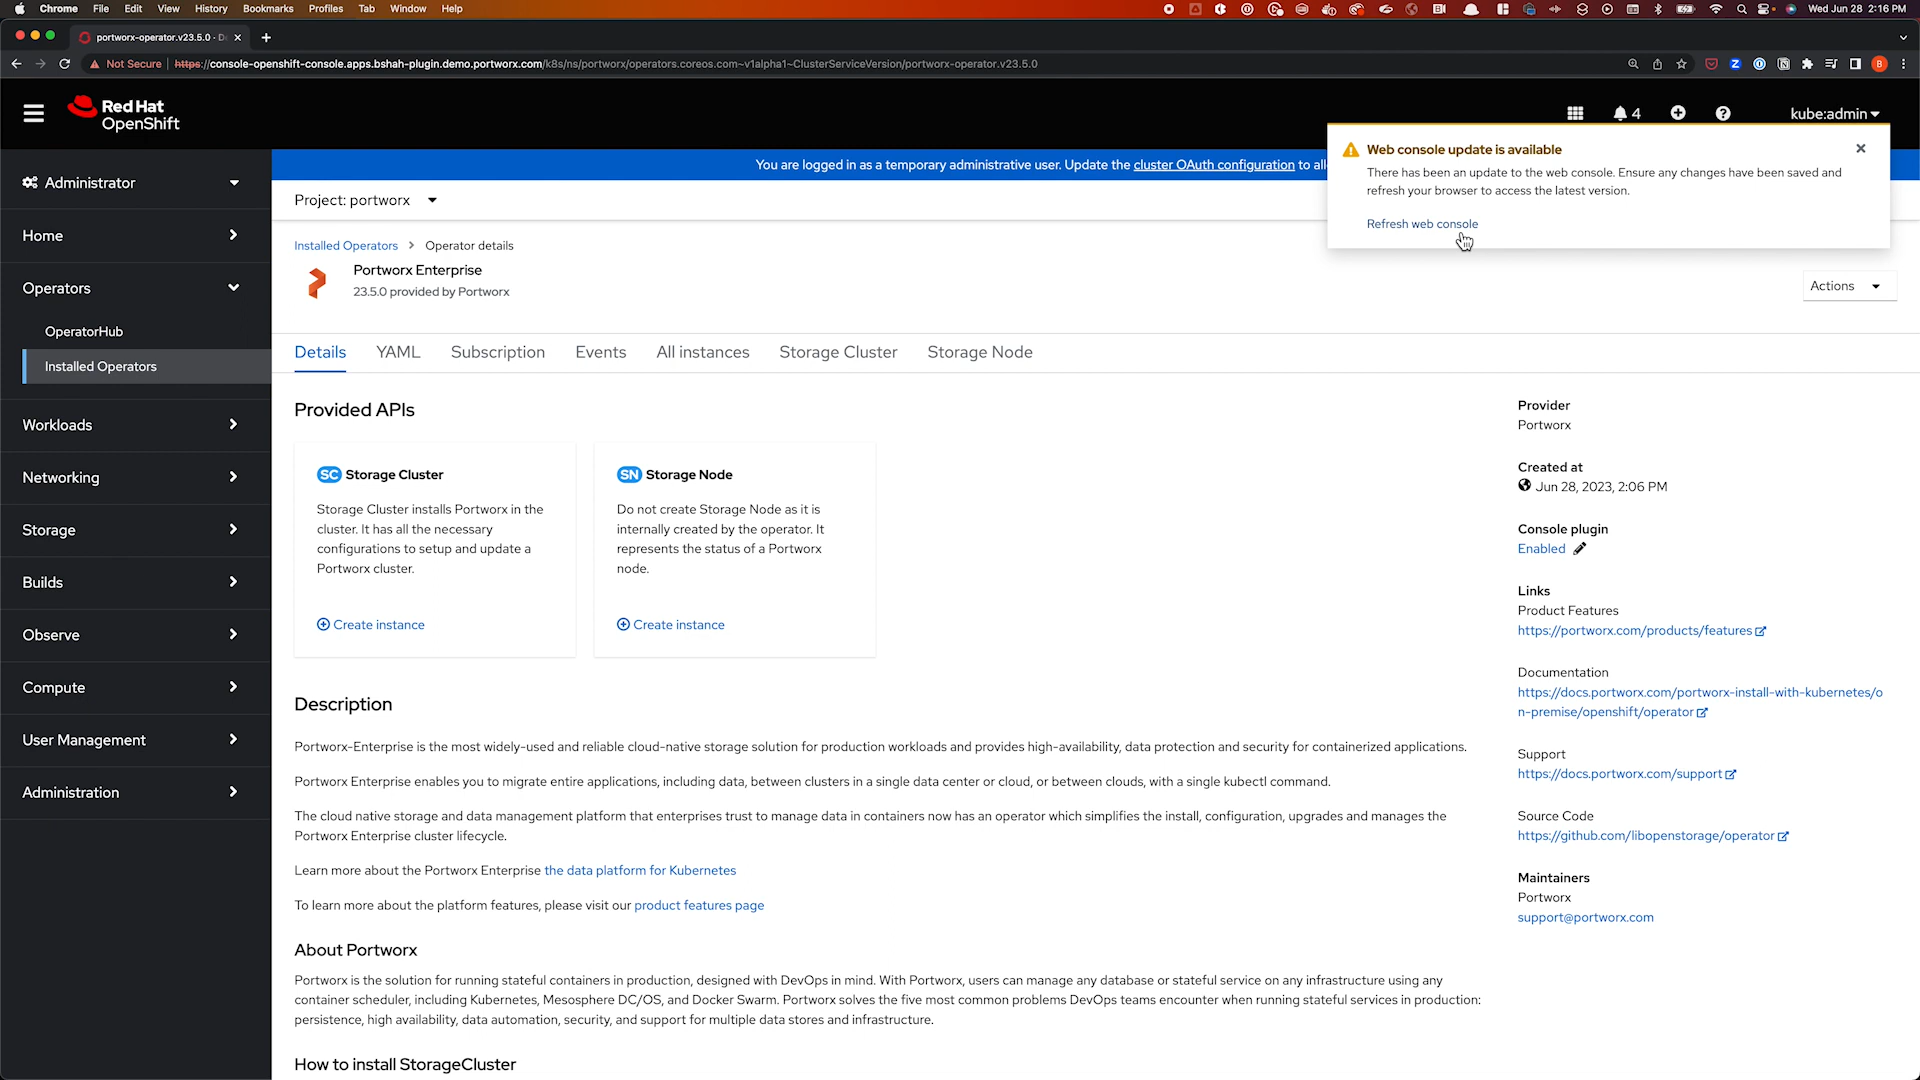 Chrome File Edit View History Bookmarks Profiles Tab Window Help Wed Jun 28 2:16 PM
portworx-operator.v23.5.0 - D
Not Secure https://console-openshift-console.apps.bshah-plugin.demo.portworx.com/k8s/ns/portworx/operators.coreos.com~v1alpha1~ClusterServiceVersion/portworx-operator.v23.5.0
Red Hat
OpenShift
4
kube:admin
You are logged in as a temporary administrative user. Update the cluster OAuth configuration to all
Web console update is available
There has been an update to the web console. Ensure any changes have been saved and
refresh your browser to access the latest version.
Refresh web console
Administrator
Home
Operators
OperatorHub
Installed Operators
Workloads
Networking
Storage
Builds
Observe
Compute
User Management
Administration
Project: portworx
Installed Operators > Operator details
Portworx Enterprise
23.5.0 provided by Portworx
Actions
Details YAML Subscription Events All instances Storage Cluster Storage Node
Provided APIs
SC Storage Cluster
Storage Cluster installs Portworx in the
cluster. It has all the necessary
configurations to setup and update a
Portworx cluster.
Create instance
SN Storage Node
Do not create Storage Node as it is
internally created by the operator. It
represents the status of a Portworx
node.
Create instance
Description
Portworx-Enterprise is the most widely-used and reliable cloud-native storage solution for production workloads and provides high-availability, data protection and security for containerized applications.
Portworx Enterprise enables you to migrate entire applications, including data, between clusters in a single data center or cloud, or between clouds, with a single kubectl command.
The cloud native storage and data management platform that enterprises trust to manage data in containers now has an operator which simplifies the install, configuration, upgrades and manages the
Portworx Enterprise cluster lifecycle.
Learn more about the Portworx Enterprise the data platform for Kubernetes
To learn more about the platform features, please visit our product features page
About Portworx
Portworx is the solution for running stateful containers in production, designed with DevOps in mind. With Portworx, users can manage any database or stateful service on any infrastructure using any
container scheduler, including Kubernetes, Mesosphere DC/OS, and Docker Swarm. Portworx solves the five most common problems DevOps teams encounter when running stateful services in production:
persistence, high availability, data automation, security, and support for multiple data stores and infrastructure.
How to install StorageCluster
Provider
Portworx
Created at
Jun 28, 2023, 2:06 PM
Console plugin
Enabled
Links
Product Features
https://portworx.com/products/features
Documentation
https://docs.portworx.com/portworx-install-with-kubernetes/o
n-premise/openshift/operator
Support
https://docs.portworx.com/support
Source Code
https://github.com/libopenstorage/operator
Maintainers
Portworx
support@portworx.com